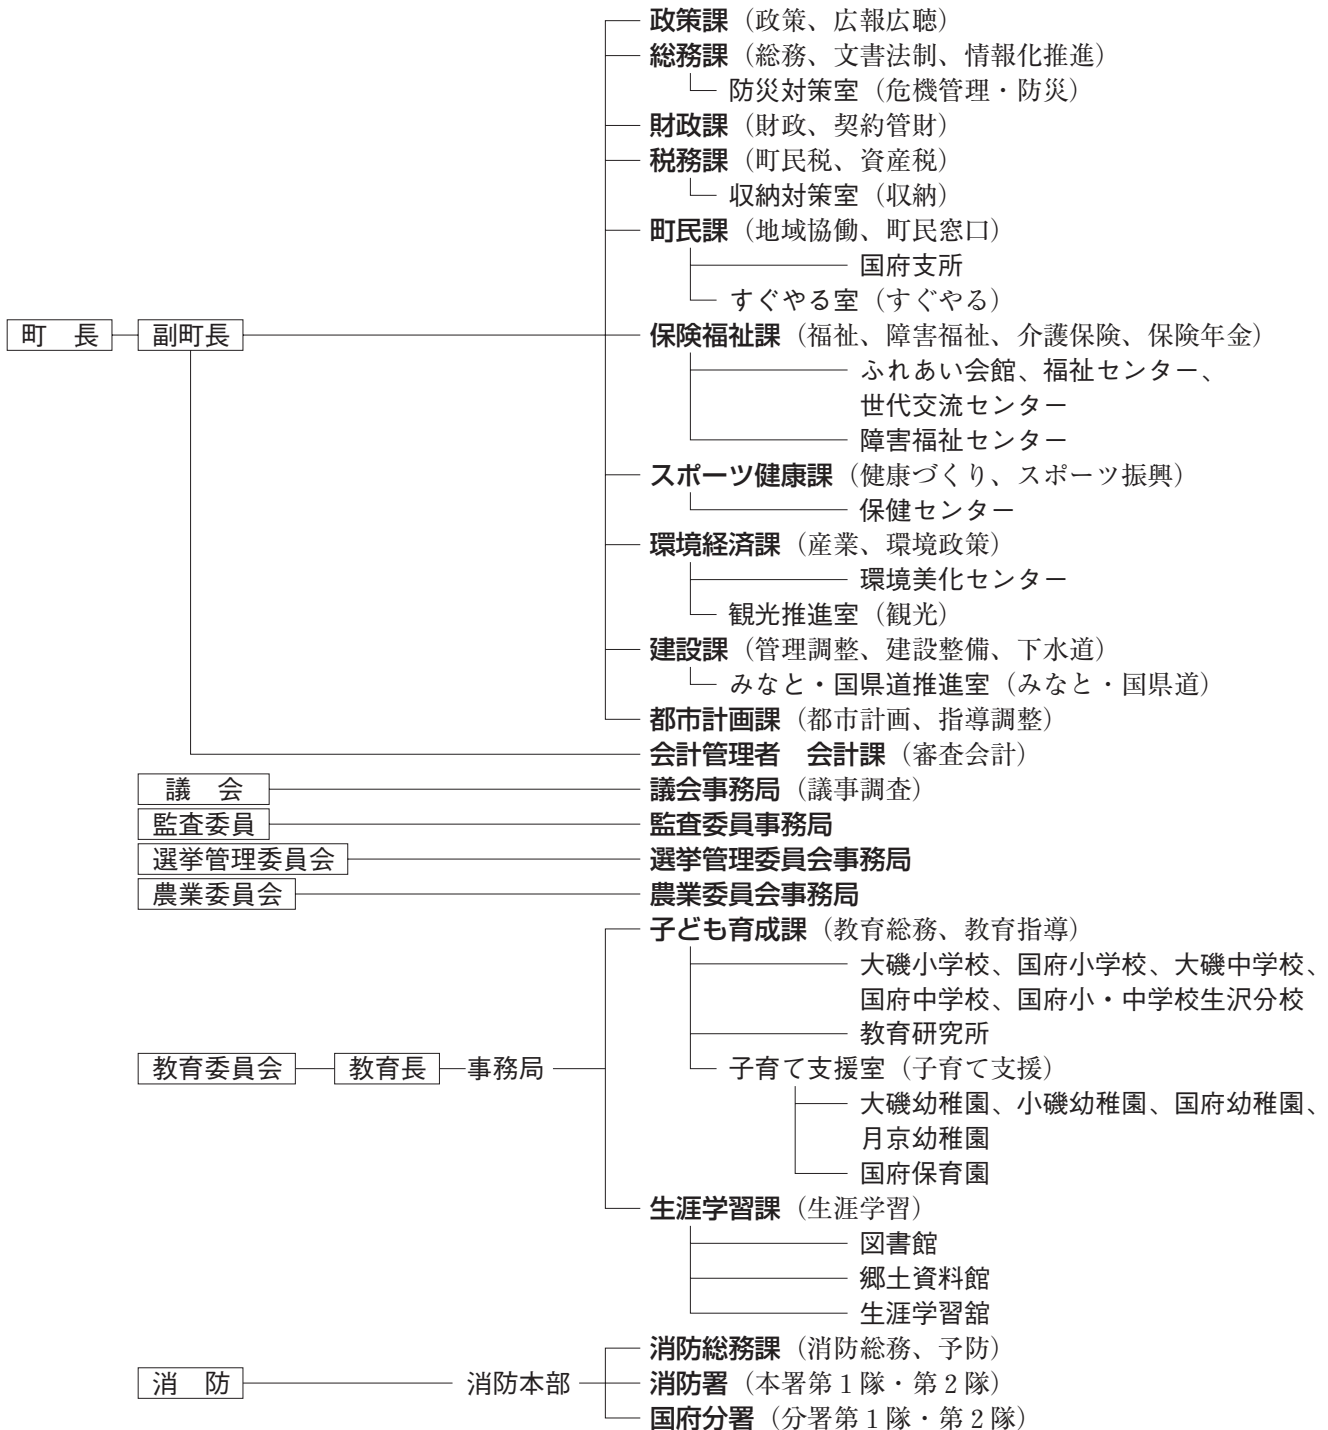 政策課（政策、広報広聴）
総務課（総務、文書法制、情報化推進）
防災対策室（危機管理・防災）
財政課（財政、契約管財）
税務課（町民税、資産税）
収納対策室（収納）
町民課（地域協働、町民窓口）
国府支所
すぐやる室（すぐやる）
町　長 副町長 保険福祉課（福祉、障害福祉、介護保険、保険年金）
ふれあい会館、福祉センター、
世代交流センター
障害福祉センター
スポーツ健康課（健康づくり、スポーツ振興）
保健センター
環境経済課（産業、環境政策）
環境美化センター
観光推進室（観光）
建設課（管理調整、建設整備、下水道）
みなと・国県道推進室（みなと・国県道）
都市計画課（都市計画、指導調整）
会計管理者　会計課（審査会計）
議　会 議会事務局（議事調査）
監査委員 監査委員事務局
選挙管理委員会 選挙管理委員会事務局
農業委員会 農業委員会事務局
子ども育成課（教育総務、教育指導）
大磯小学校、国府小学校、大磯中学校、
国府中学校、国府小・中学校生沢分校
教育研究所
教育委員会 教育長 事務局 子育て支援室（子育て支援）
大磯幼稚園、小磯幼稚園、国府幼稚園、
月京幼稚園
国府保育園
生涯学習課（生涯学習）
図書館
郷土資料館
生涯学習舘
消防総務課（消防総務、予防）
消　防 消防本部 消防署（本署第１隊・第２隊）
国府分署（分署第１隊・第２隊）